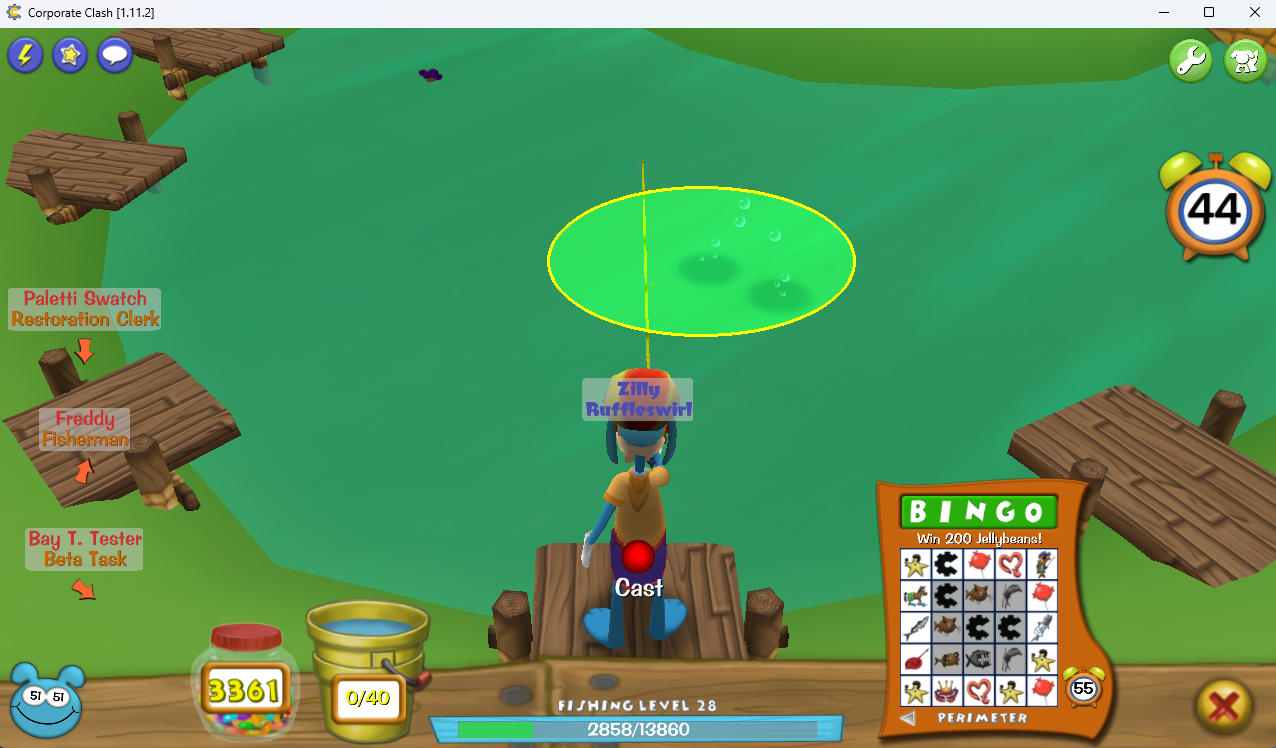 Corporate Clash [1.11.2]
44
Paletti Swatch
Restoration Clerk
Zilly
Ruffleswirl
Freddy
Fisherman
BINGO
Win 200 Jellybeans!
Bay T. Tester
Beta Task
Cast
51 51
3361
0/40
55
FISHING LEVEL 28
2858/13860
PERIMETER